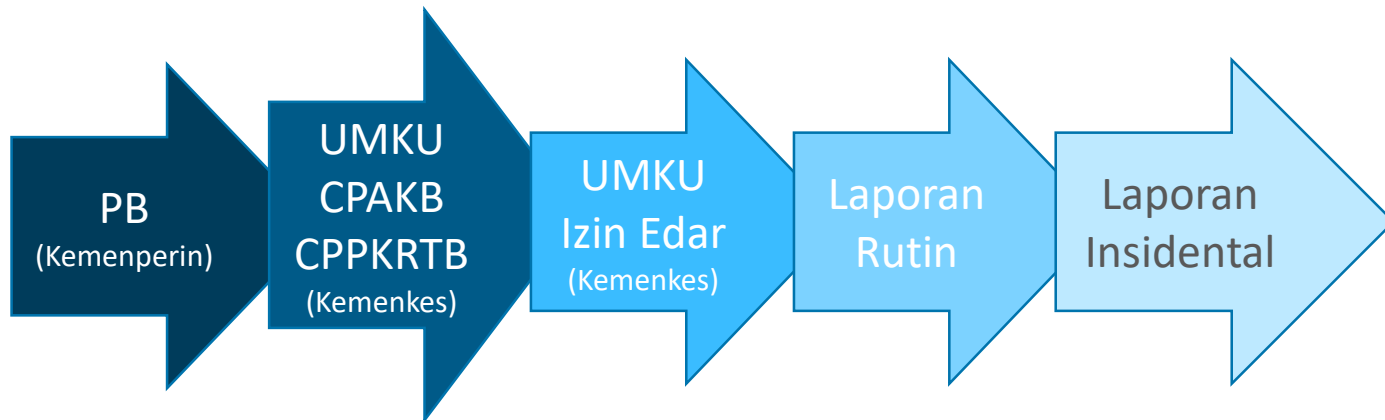 PB
(Kemenperin)
UMKU
CPAKB
CPPKRTB
(Kemenkes)
UMKU
Izin Edar
(Kemenkes)
Laporan
Rutin
Laporan
Insidental